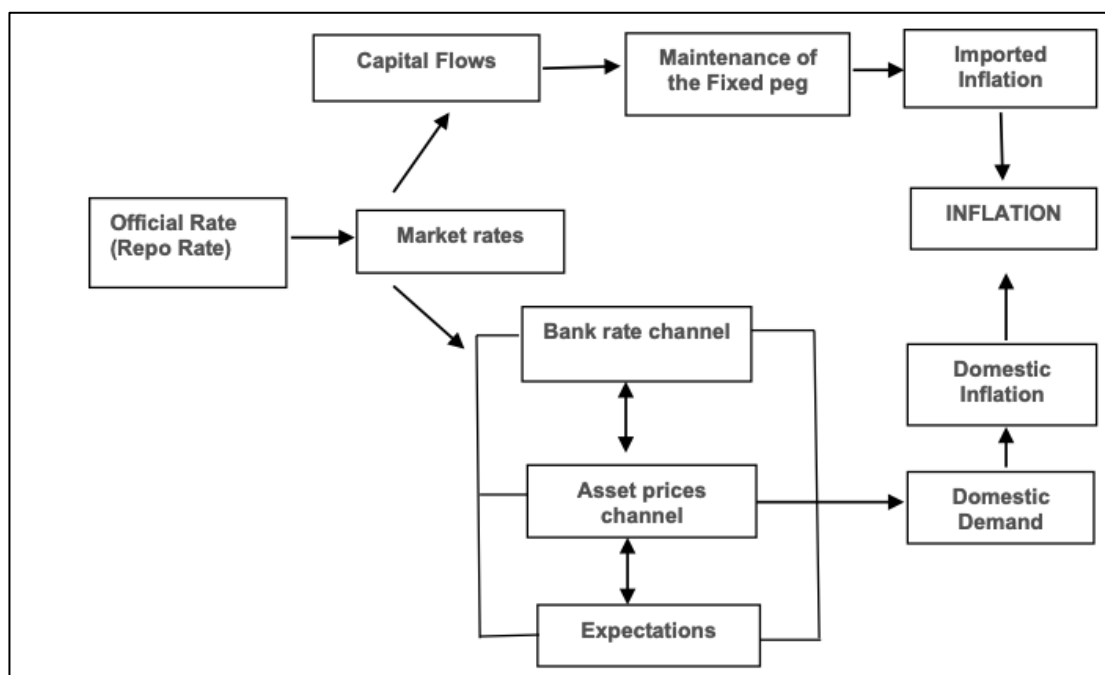 Capital Flows
Maintenance of
the Fixed peg
Imported
Inflation
Official Rate
(Repo Rate)
Market rates
INFLATION
Bank rate channel
Domestic
Inflation
Asset prices
channel
Domestic
Demand
Expectations